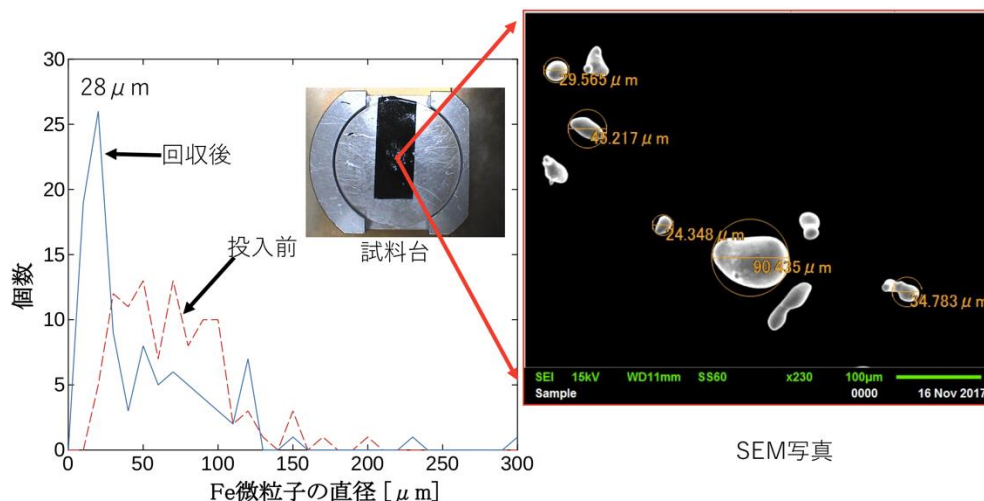 30
25
20
15
10
5
0
個数
28μm
回収後
投入前
試料台
0
50
100
150
200
250
300
Fe微粒子の直径 [μm]
29.565μm
45.217μm
24.348μm
90.435μm
34.783μm
SEI 15kV WD11mm SS60 x230 100μm
Sample 0000 16 Nov 2017
SEM写真